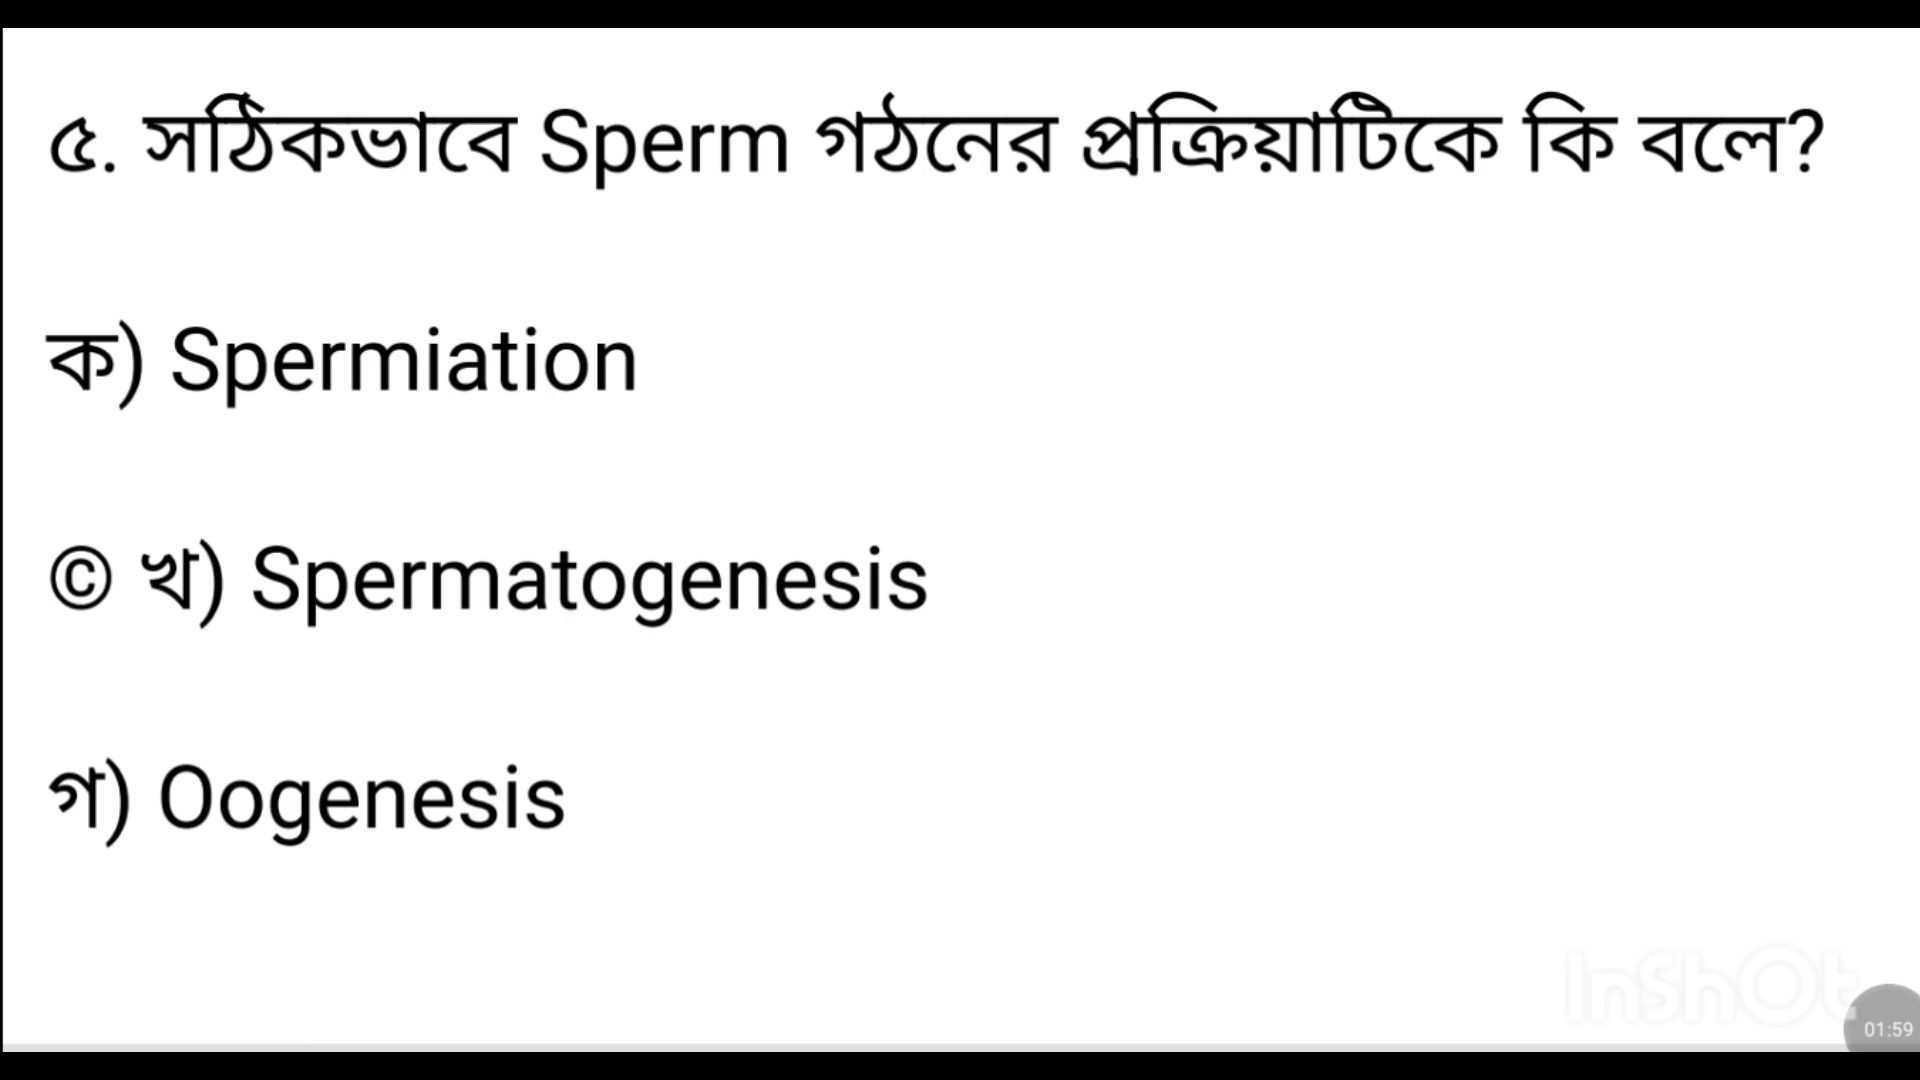 ৫. সঠিকভাবে Sperm গঠনের প্রক্রিয়াটিকে কি বলে?
ক) Spermiation
© খ) Spermatogenesis
গ) Oogenesis
InShOt
01:59